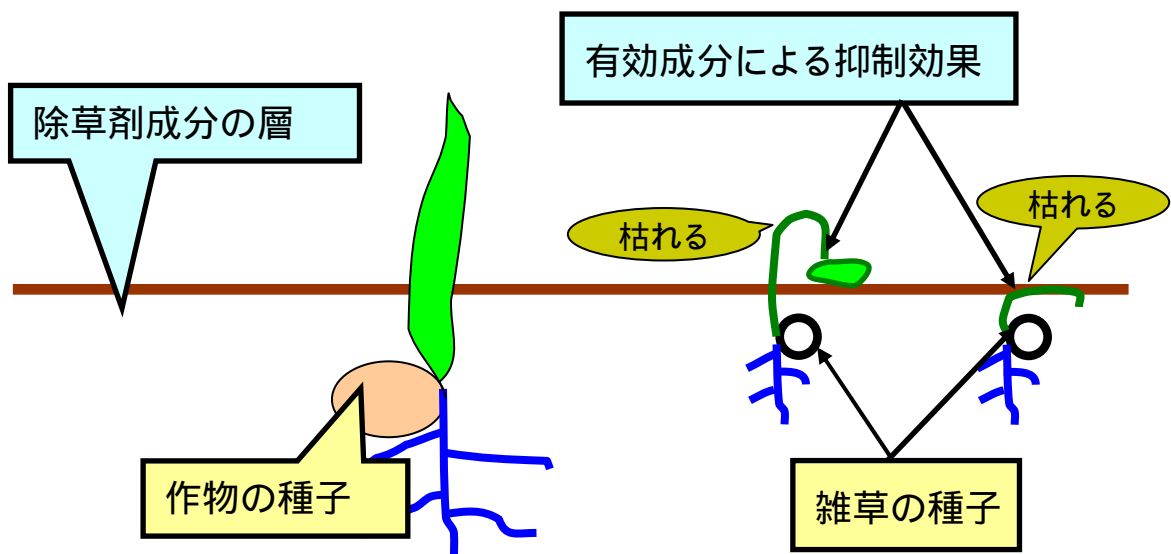 有効成分による抑制効果
除草剤成分の層
枯れる
枯れる
作物の種子
雑草の種子